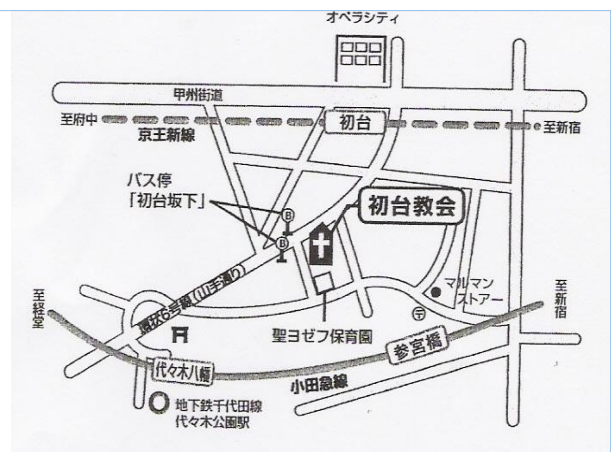 オペラシティ
甲州街道
至府中
初台
至新宿
京王新線
バス停
「初台坂下」
B
B
初台教会
環状6号線(山手通り)
マルマン
ストアー
〒
至経堂
至新宿
聖ヨゼフ保育園
代々木八幡
参宮橋
小田急線
地下鉄千代田線
代々木公園駅